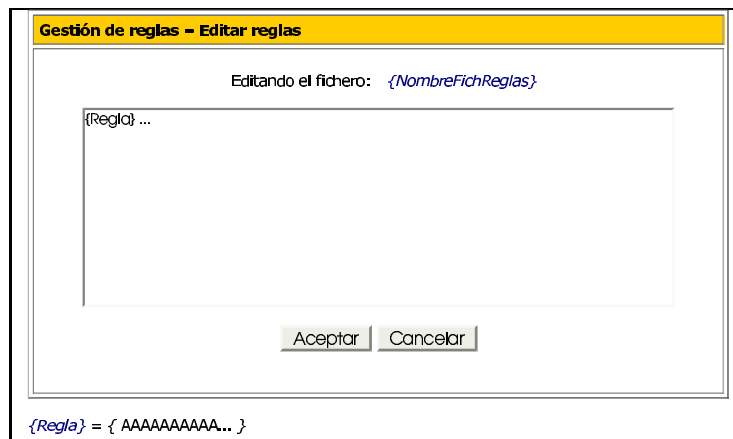 Gestión de reglas – Editar reglas
Editando el fichero: {NombreFichReglas}
{Regla} ...
Aceptar Cancelar
{Regla} = { AAAAAAAAAA... }